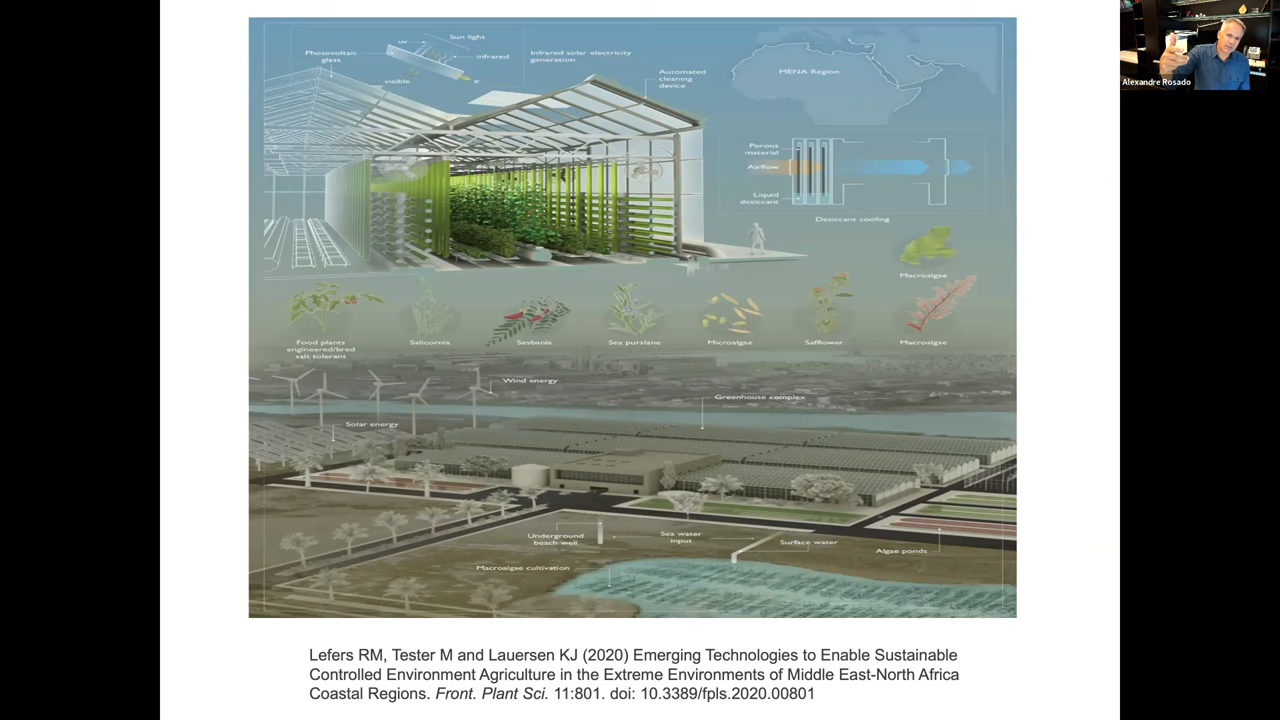 Alexandre Rosado
Sun light
UV
Photovoltaic
glass
infrared
visible
e-
Infrared solar electricity
generation
Automated
cleaning
device
MENA Region
Porous
material
Airflow
Liquid
desiccant
Desiccant cooling
Macroalgae
Food plants
engineered/bred
salt tolerant
Salicornia
Sesbania
Sea purslane
Microalgae
Safflower
Macroalgae
Wind energy
Greenhouse complex
Solar energy
Underground
beach well
Sea water
input
Surface water
Algae ponds
Macroalgae cultivation
Lefers RM, Tester M and Lauersen KJ (2020) Emerging Technologies to Enable Sustainable
Controlled Environment Agriculture in the Extreme Environments of Middle East-North Africa
Coastal Regions. Front. Plant Sci. 11:801. doi: 10.3389/fpls.2020.00801